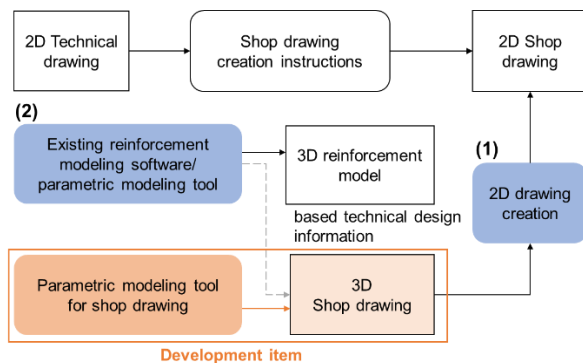 2D Technical
drawing
Shop drawing
creation instructions
2D Shop
drawing
(2)
Existing reinforcement
modeling software/
parametric modeling tool
3D reinforcement
model
(1)
2D drawing
creation
based technical design
information
Parametric modeling tool
for shop drawing
3D
Shop drawing
Development item